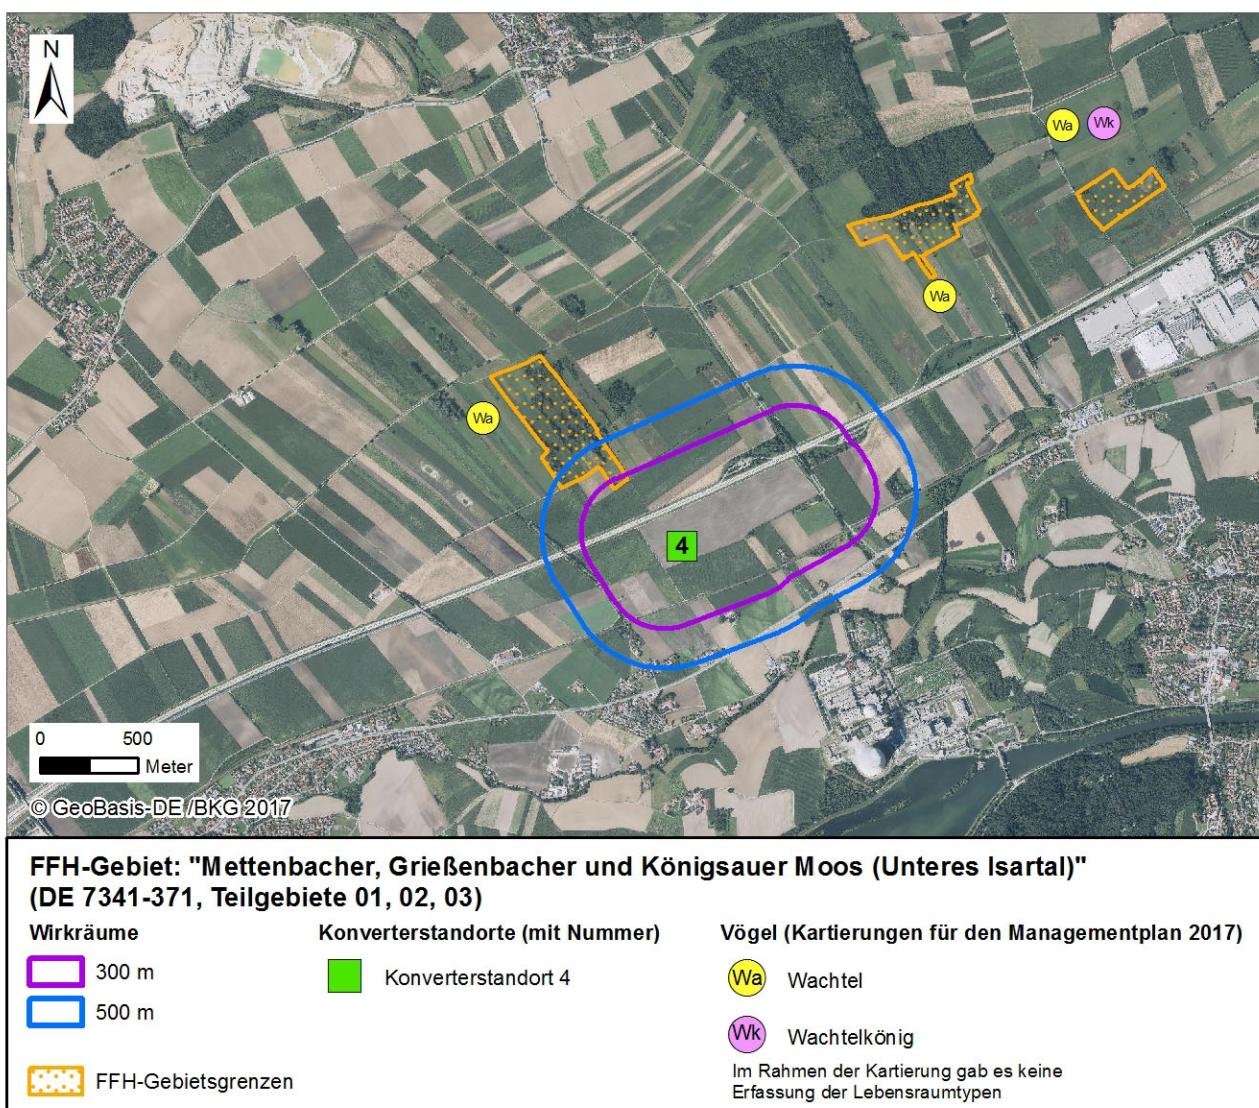 N
Wa
Wk
Wa
Wa
4
0 500
Meter
© GeoBasis-DE /BKG 2017
FFH-Gebiet: "Mettenbacher, Grießenbacher und Königsauer Moos (Unteres Isartal)"
(DE 7341-371, Teilgebiete 01, 02, 03)
Wirkräume
300 m
500 m
FFH-Gebietsgrenzen
Konverterstandorte (mit Nummer)
Konverterstandort 4
Vögel (Kartierungen für den Managementplan 2017)
Wa Wachtel
Wk Wachtelkönig
Im Rahmen der Kartierung gab es keine
Erfassung der Lebensraumtypen